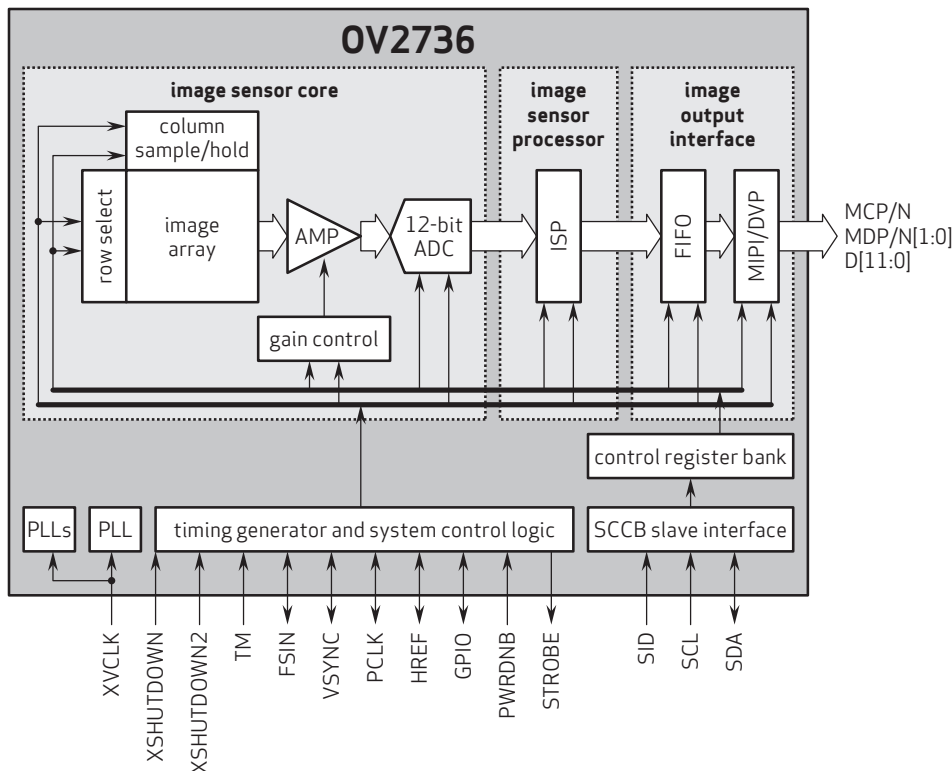 OV2736
image sensor core
image
sensor
processor
image
output
interface
column
sample/hold
row select
image
array
AMP
12-bit
ADC
gain control
ISP
FIFO
MIPI/DVP
MCP/N
MDP/N[1:0]
D[11:0]
control register bank
PLLs
PLL
timing generator and system control logic
SCCB slave interface
XVCLK
XSHUTDOWN
XSHUTDOWN2
TM
FSIN
VSYNC
PCLK
HREF
GPIO
PWRDNB
STROBE
SID
SCL
SDA